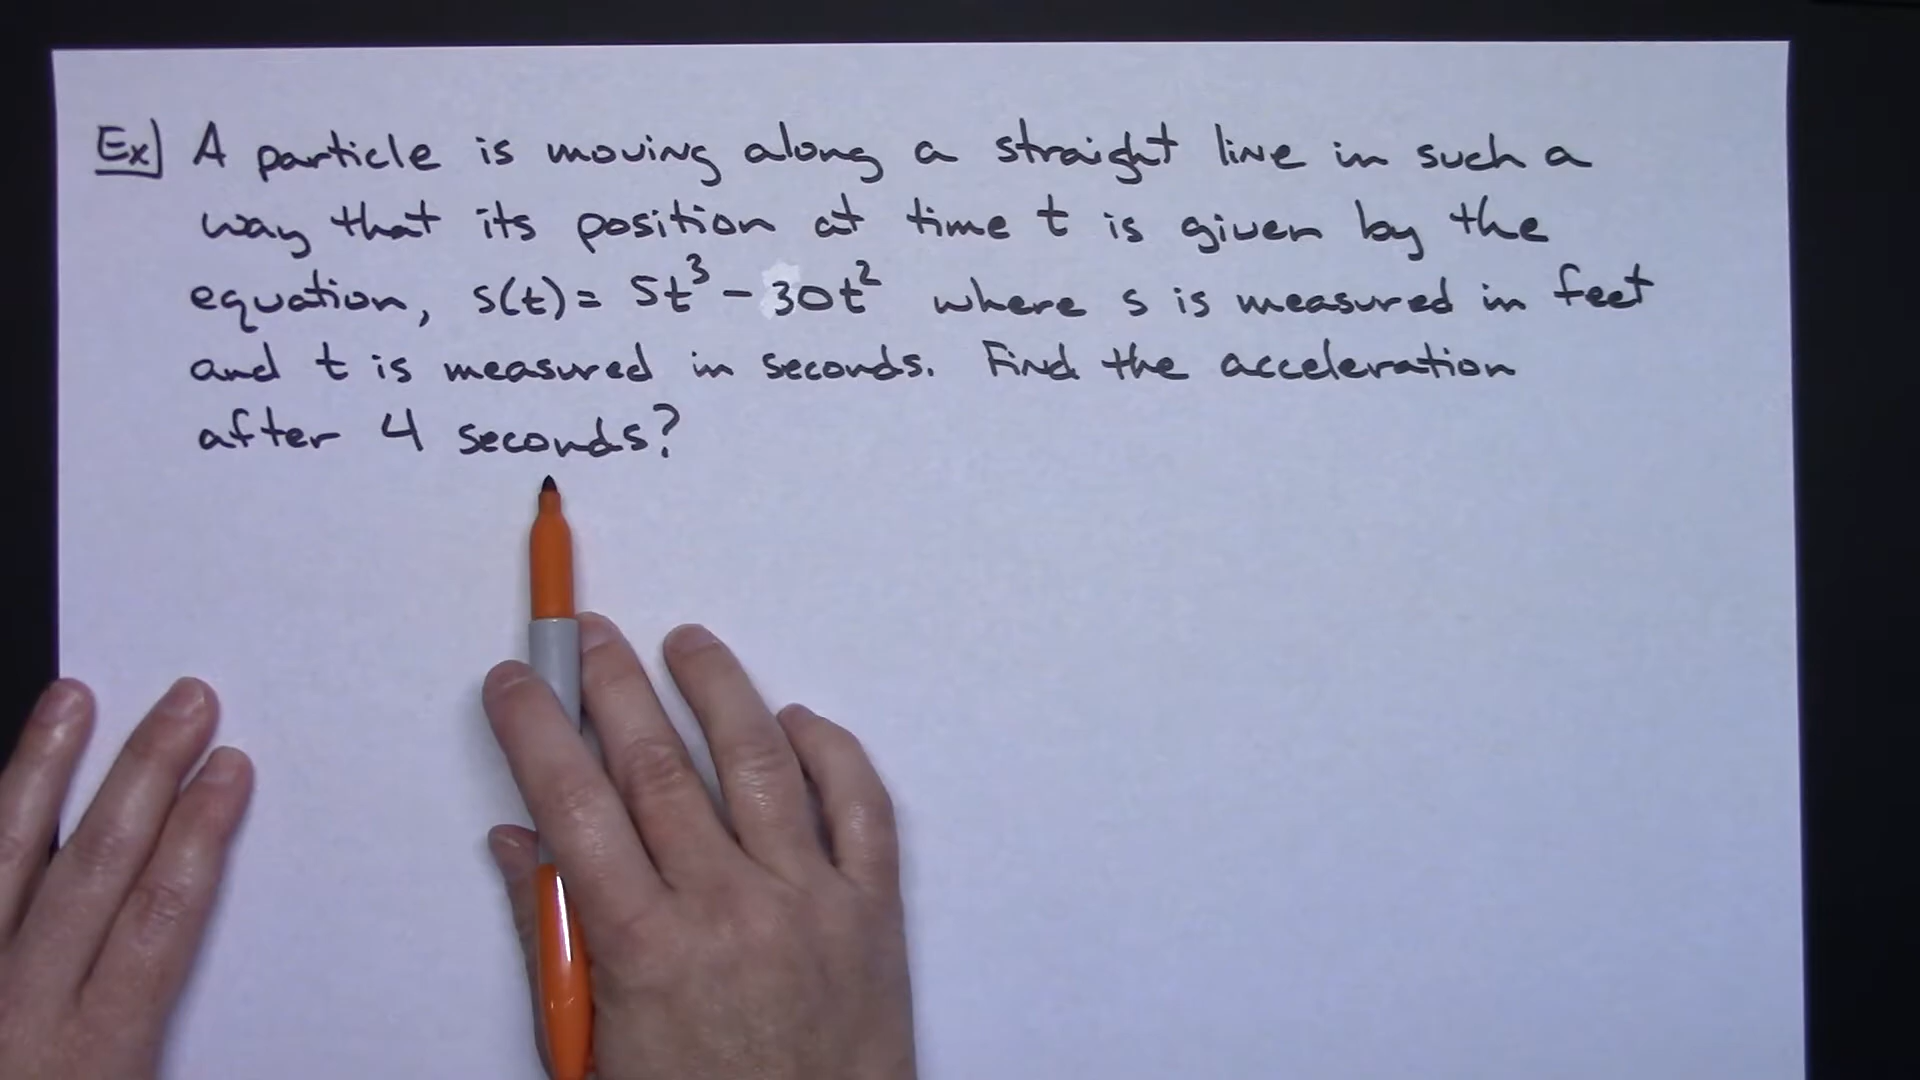 Ex] A particle is moving along a straight line in such a
way that its position at time t is given by the
equation, s(t) = 5t³ - 30t² where s is measured in feet
and t is measured in seconds. Find the acceleration
after 4 seconds?